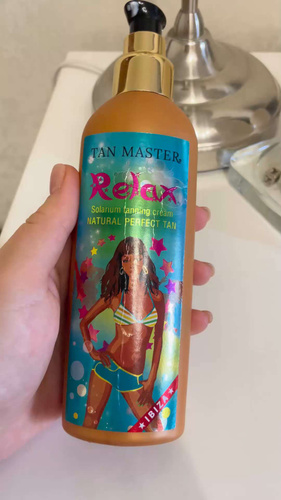 TAN MASTER
Relax
Solarium tanning cream
NATURAL PERFECT TAN
IBIZA